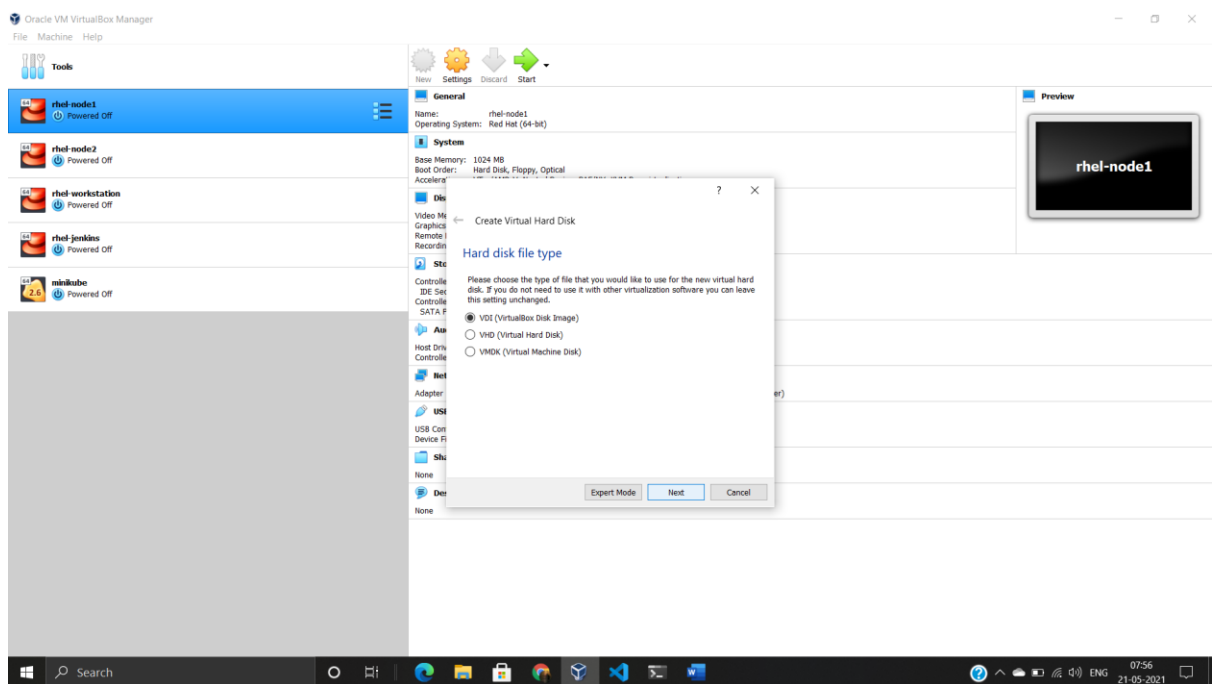 Oracle VM VirtualBox Manager
File Machine Help
Tools
New Settings Discard Start
64
rhel-node1
Powered Off
64
rhel-node2
Powered Off
64
rhel-workstation
Powered Off
64
rhel-jenkins
Powered Off
64
2.6
minikube
Powered Off
General
Name: rhel-node1
Operating System: Red Hat (64-bit)
System
Base Memory: 1024 MB
Boot Order: Hard Disk, Floppy, Optical
Accelera
Dis
Video Me
Graphics
Remote
Recordin
Sto
Controlle
IDE Sec
Controlle
SATA P
Au
Host Driv
Controlle
Net
Adapter er)
USB
USB Con
Device Fi
Sha
None
Des
None
Preview
rhel-node1
?
Create Virtual Hard Disk
Hard disk file type
Please choose the type of file that you would like to use for the new virtual hard
disk. If you do not need to use it with other virtualization software you can leave
this setting unchanged.
VDI (VirtualBox Disk Image)
VHD (Virtual Hard Disk)
VMDK (Virtual Machine Disk)
Expert Mode Next Cancel
Search
ENG
07:56
21-05-2021